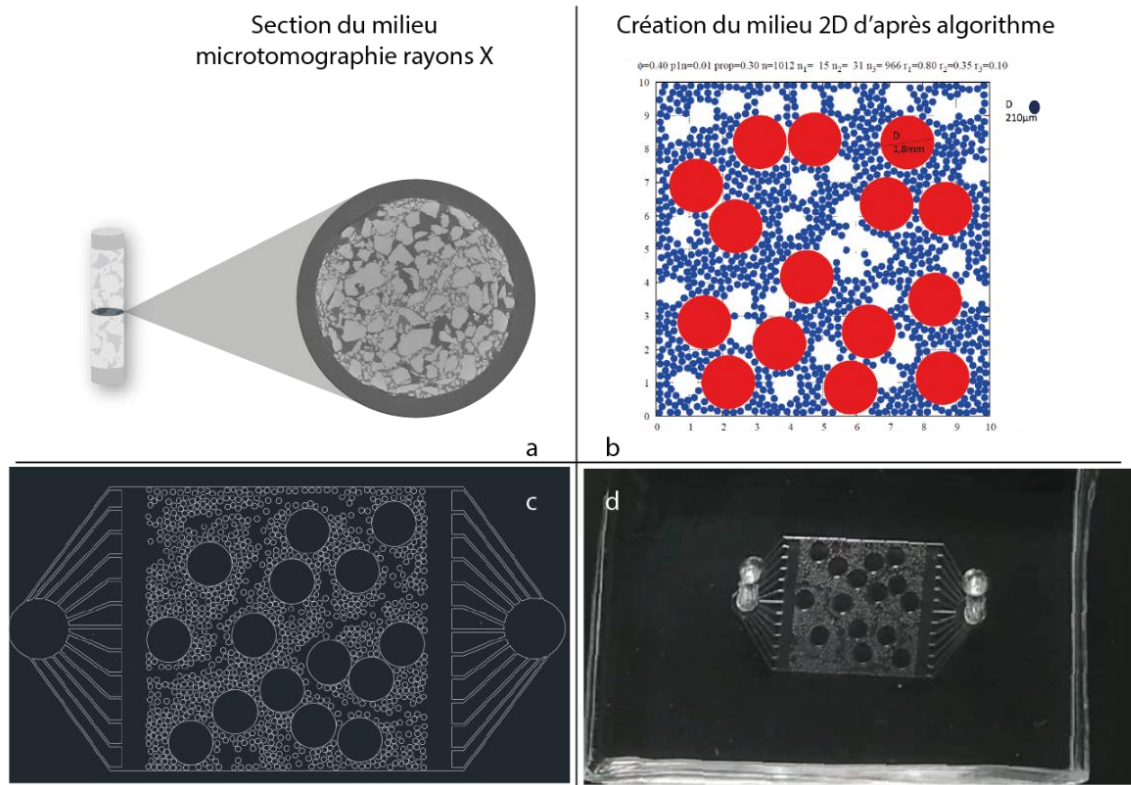 Section du milieu
microtomographie rayons X
Création du milieu 2D d'après algorithme
ϕ=0.40 p1n=0.01 prop=0.30 n=1012 n₁= 15 n₂= 31 n₃= 966 r₁=0.80 r₂=0.35 r₃=0.10
10
9
8
7
6
5
4
3
2
1
0
0 1 2 3 4 5 6 7 8 9 10
D
1,8mm
D
210µm
a
b
c
d